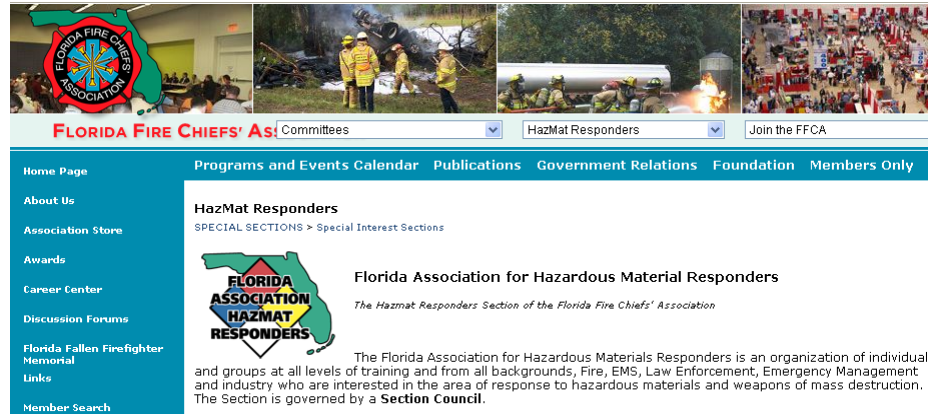 FLORIDA FIRE CHIEFS'
ASSOCIATION
FLORIDA FIRE CHIEFS' Ass
Committees
HazMat Responders
Join the FFCA
Programs and Events Calendar Publications Government Relations Foundation Members Only
Home Page
About Us
Association Store
Awards
Career Center
Discussion Forums
Florida Fallen Firefighter
Memorial
Links
Member Search
HazMat Responders
SPECIAL SECTIONS > Special Interest Sections
FLORIDA
ASSOCIATION
HAZMAT
RESPONDERS
Florida Association for Hazardous Material Responders
The Hazmat Responders Section of the Florida Fire Chiefs' Association
The Florida Association for Hazardous Materials Responders is an organization of individual
and groups at all levels of training and from all backgrounds, Fire, EMS, Law Enforcement, Emergency Management
and industry who are interested in the area of response to hazardous materials and weapons of mass destruction.
The Section is governed by a Section Council.